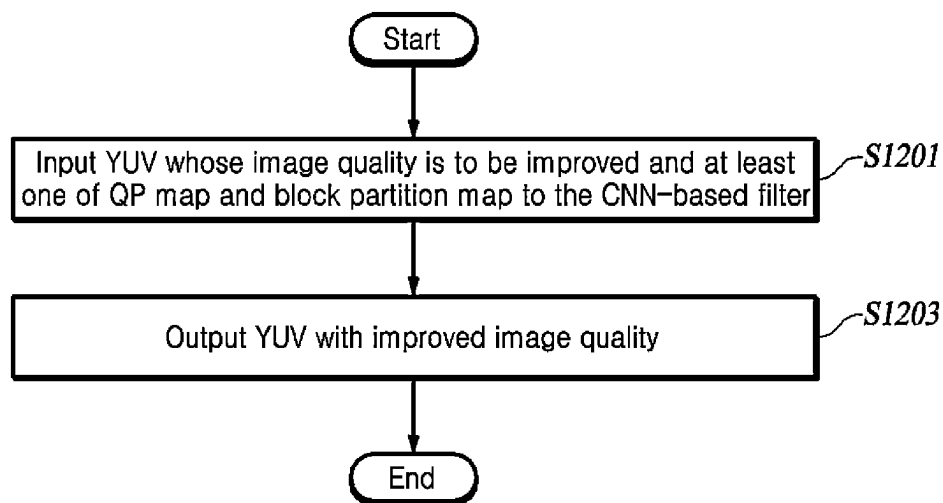 Start
Input YUV whose image quality is to be improved and at least
one of QP map and block partition map to the CNN-based filter
S1201
Output YUV with improved image quality
S1203
End